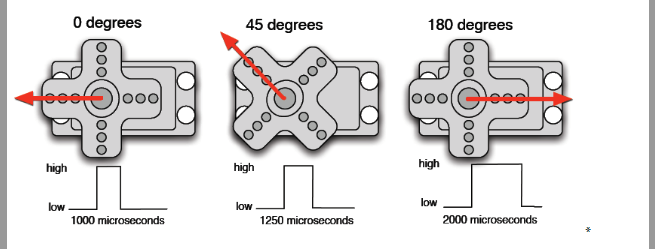 0 degrees
45 degrees
180 degrees
high
low
1000 microseconds
high
low
1250 microseconds
high
low
2000 microseconds
*